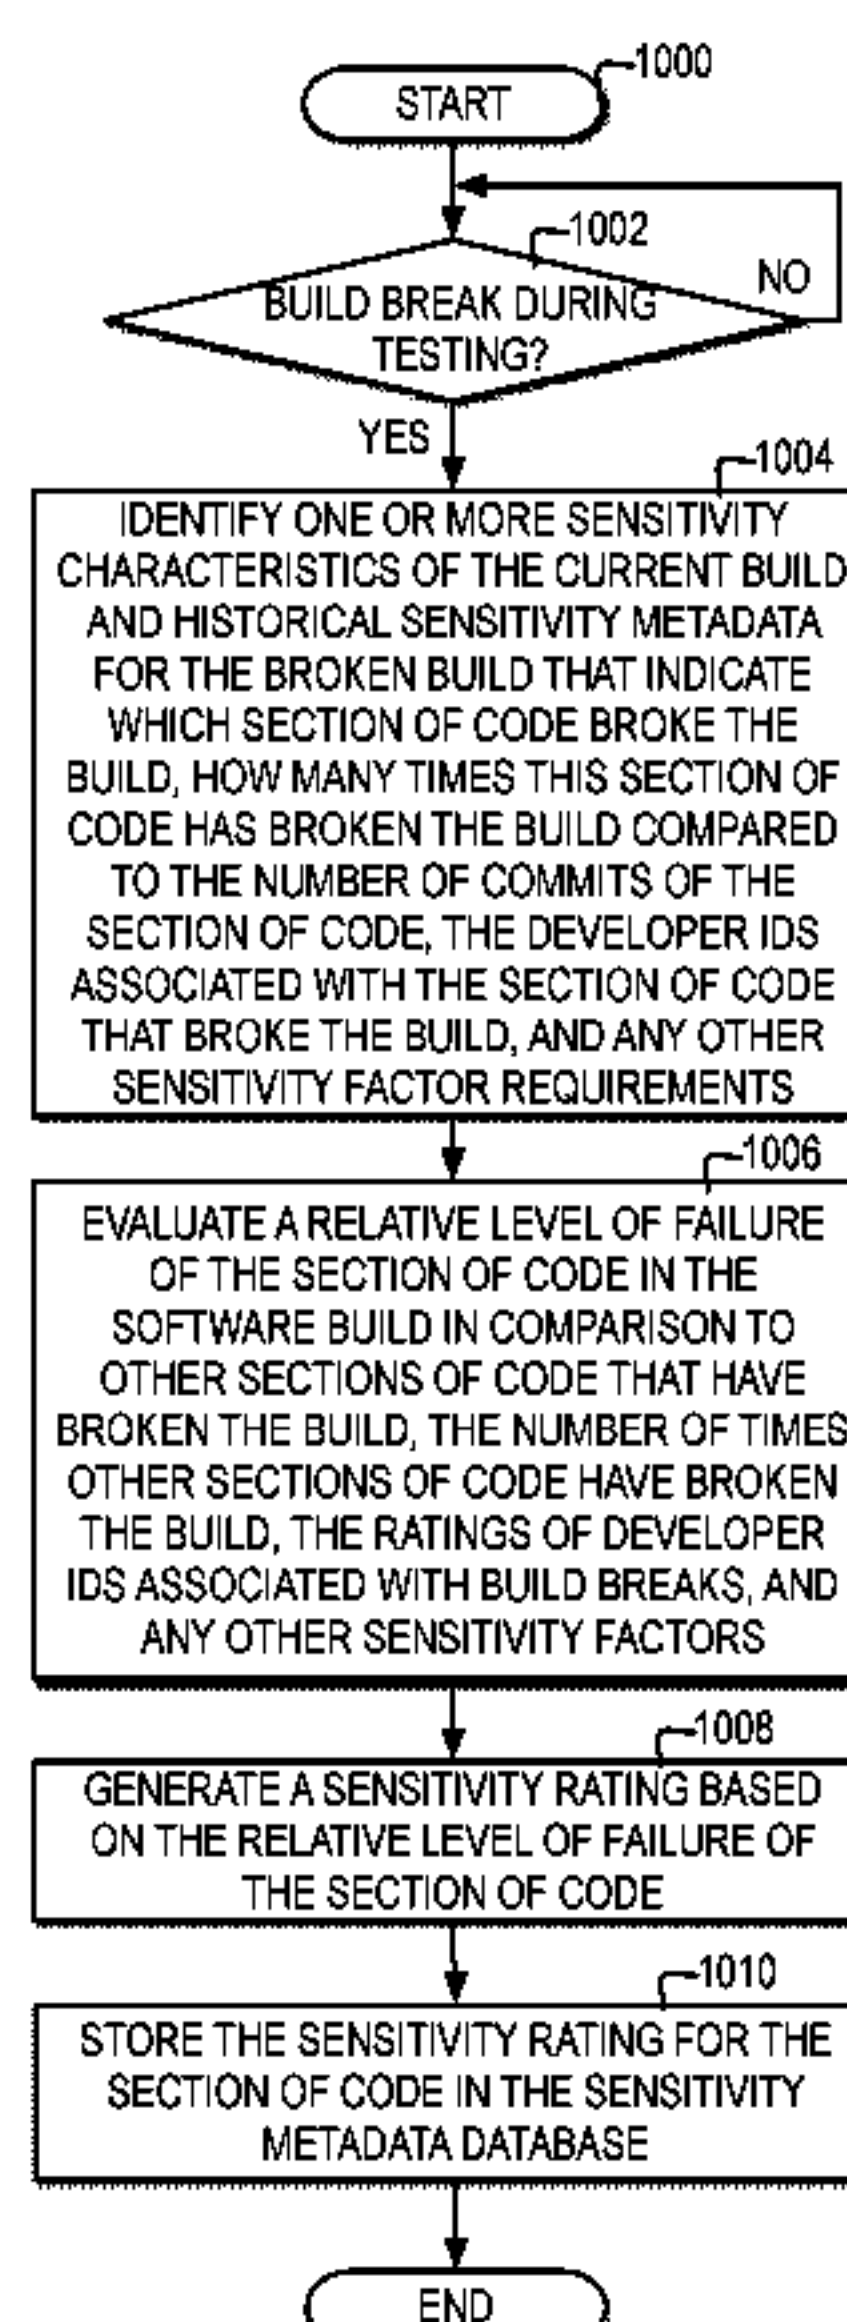 1000
START
1002
NO
BUILD BREAK DURING
TESTING?
YES
1004
IDENTIFY ONE OR MORE SENSITIVITY
CHARACTERISTICS OF THE CURRENT BUILD
AND HISTORICAL SENSITIVITY METADATA
FOR THE BROKEN BUILD THAT INDICATE
WHICH SECTION OF CODE BROKE THE
BUILD, HOW MANY TIMES THIS SECTION OF
CODE HAS BROKEN THE BUILD COMPARED
TO THE NUMBER OF COMMITS OF THE
SECTION OF CODE, THE DEVELOPER IDS
ASSOCIATED WITH THE SECTION OF CODE
THAT BROKE THE BUILD, AND ANY OTHER
SENSITIVITY FACTOR REQUIREMENTS
1006
EVALUATE A RELATIVE LEVEL OF FAILURE
OF THE SECTION OF CODE IN THE
SOFTWARE BUILD IN COMPARISON TO
OTHER SECTIONS OF CODE THAT HAVE
BROKEN THE BUILD, THE NUMBER OF TIMES
OTHER SECTIONS OF CODE HAVE BROKEN
THE BUILD, THE RATINGS OF DEVELOPER
IDS ASSOCIATED WITH BUILD BREAKS, AND
ANY OTHER SENSITIVITY FACTORS
1008
GENERATE A SENSITIVITY RATING BASED
ON THE RELATIVE LEVEL OF FAILURE OF
THE SECTION OF CODE
1010
STORE THE SENSITIVITY RATING FOR THE
SECTION OF CODE IN THE SENSITIVITY
METADATA DATABASE
END